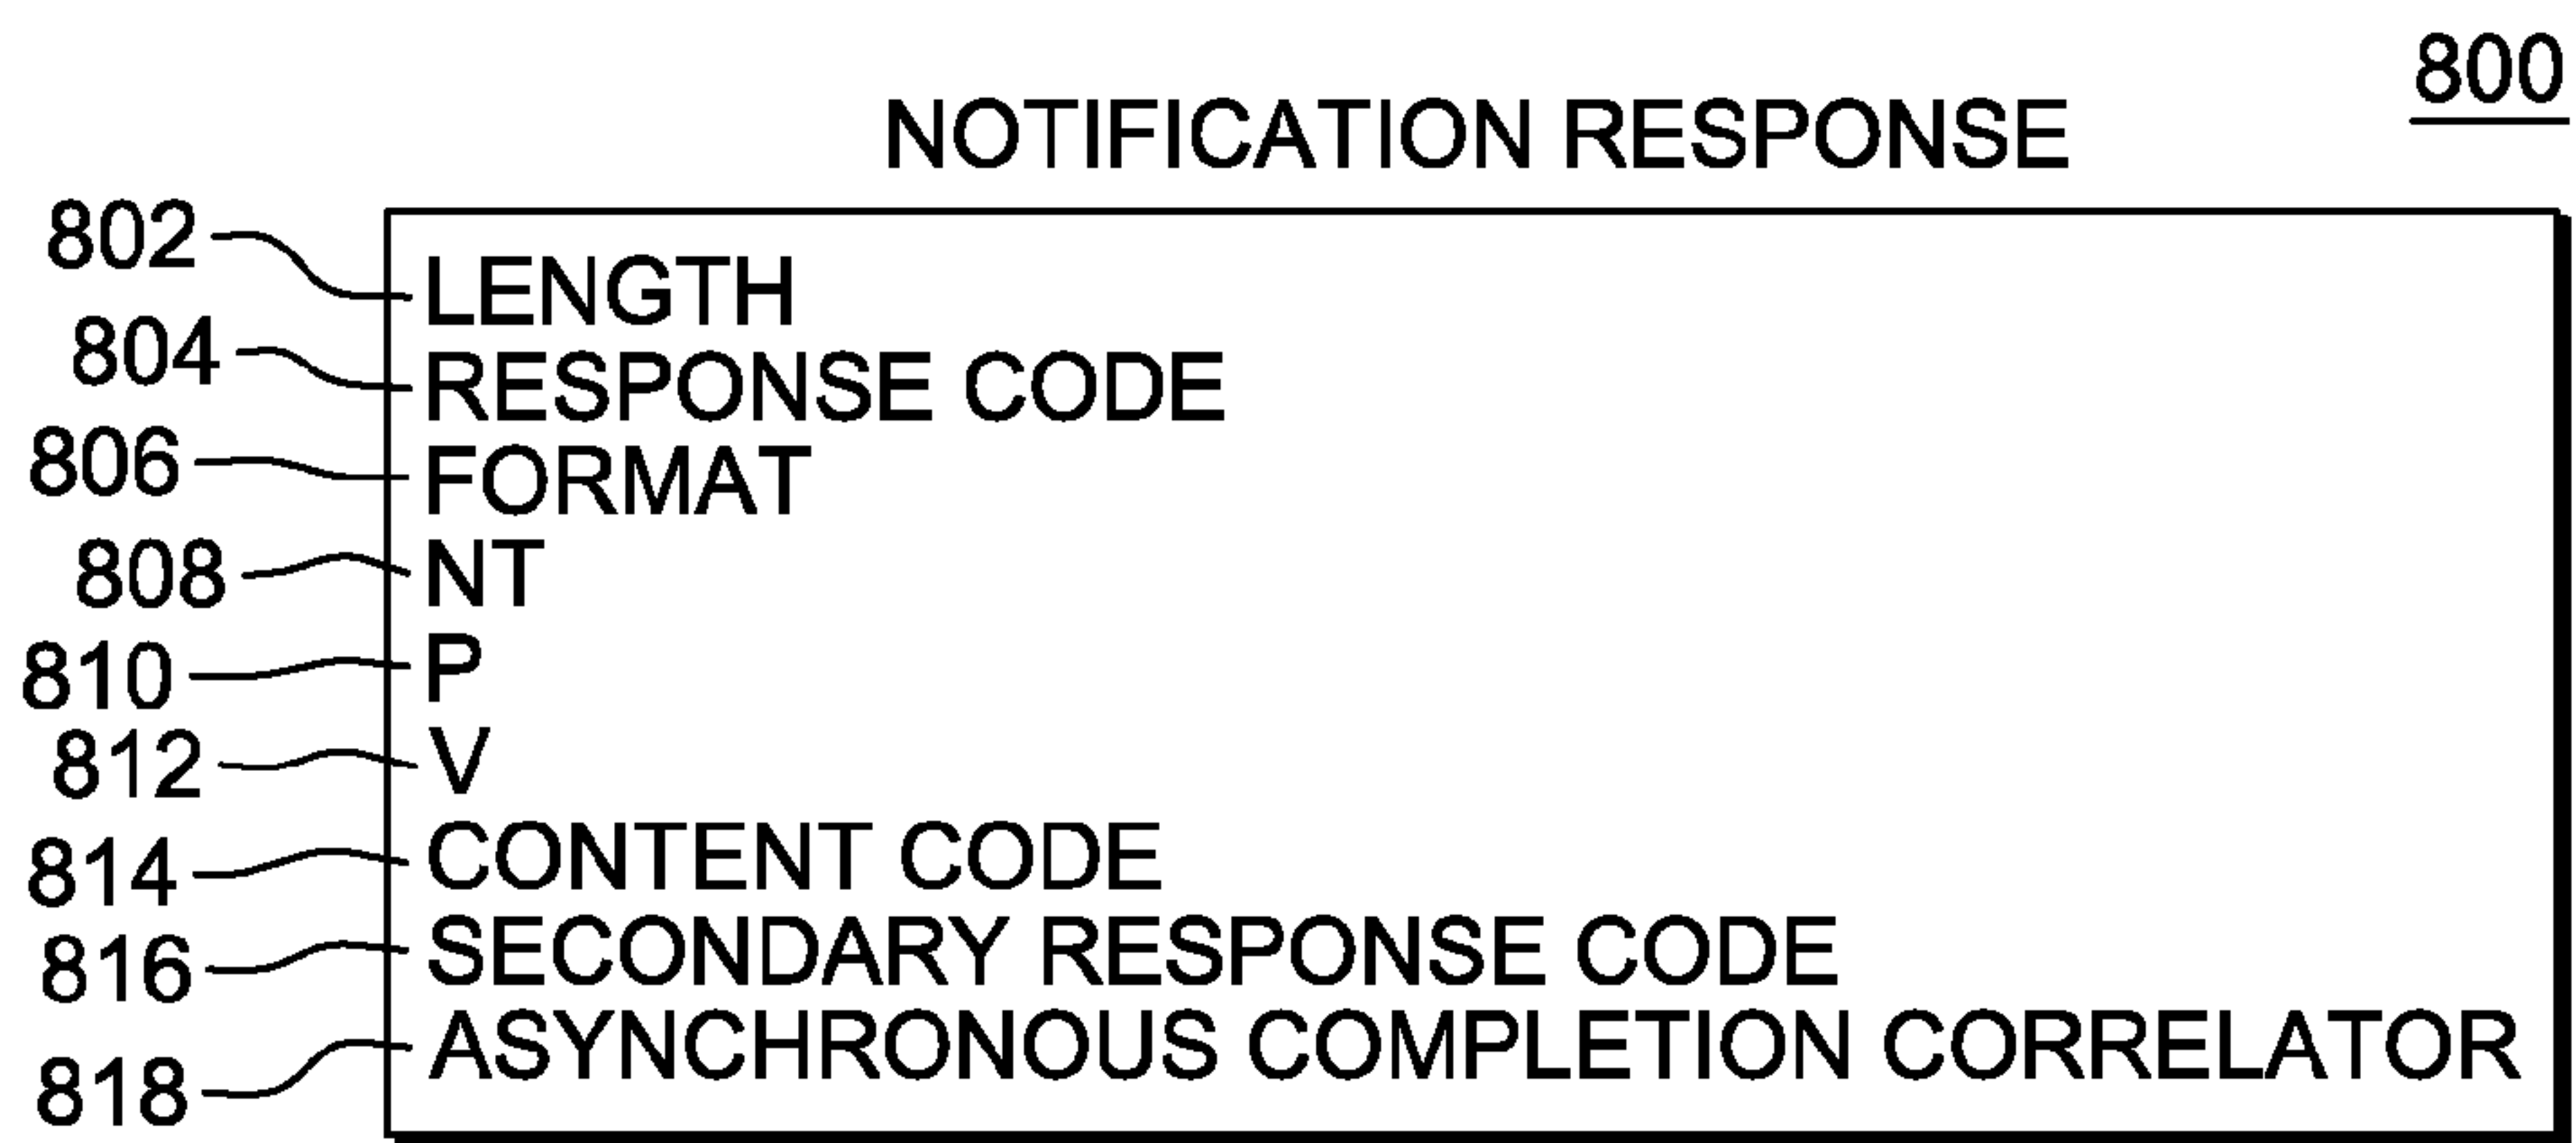 800
NOTIFICATION RESPONSE
802 LENGTH
804 RESPONSE CODE
806 FORMAT
808 NT
810 P
812 V
814 CONTENT CODE
816 SECONDARY RESPONSE CODE
818 ASYNCHRONOUS COMPLETION CORRELATOR